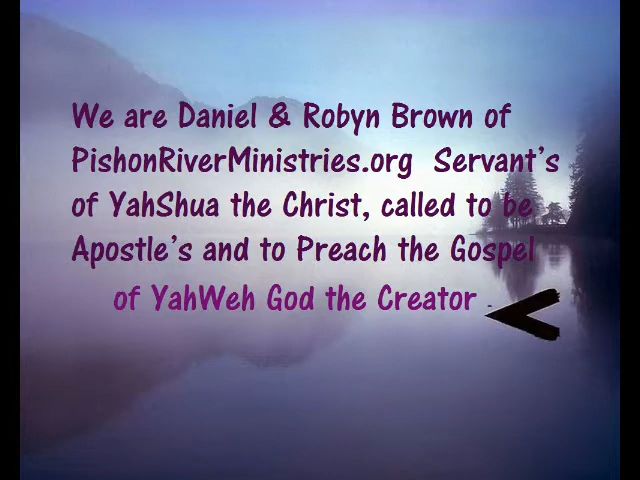 We are Daniel & Robyn Brown of
PishonRiverMinistries.org Servant's
of YahShua the Christ, called to be
Apostle's and to Preach the Gospel
of YahWeh God the Creator